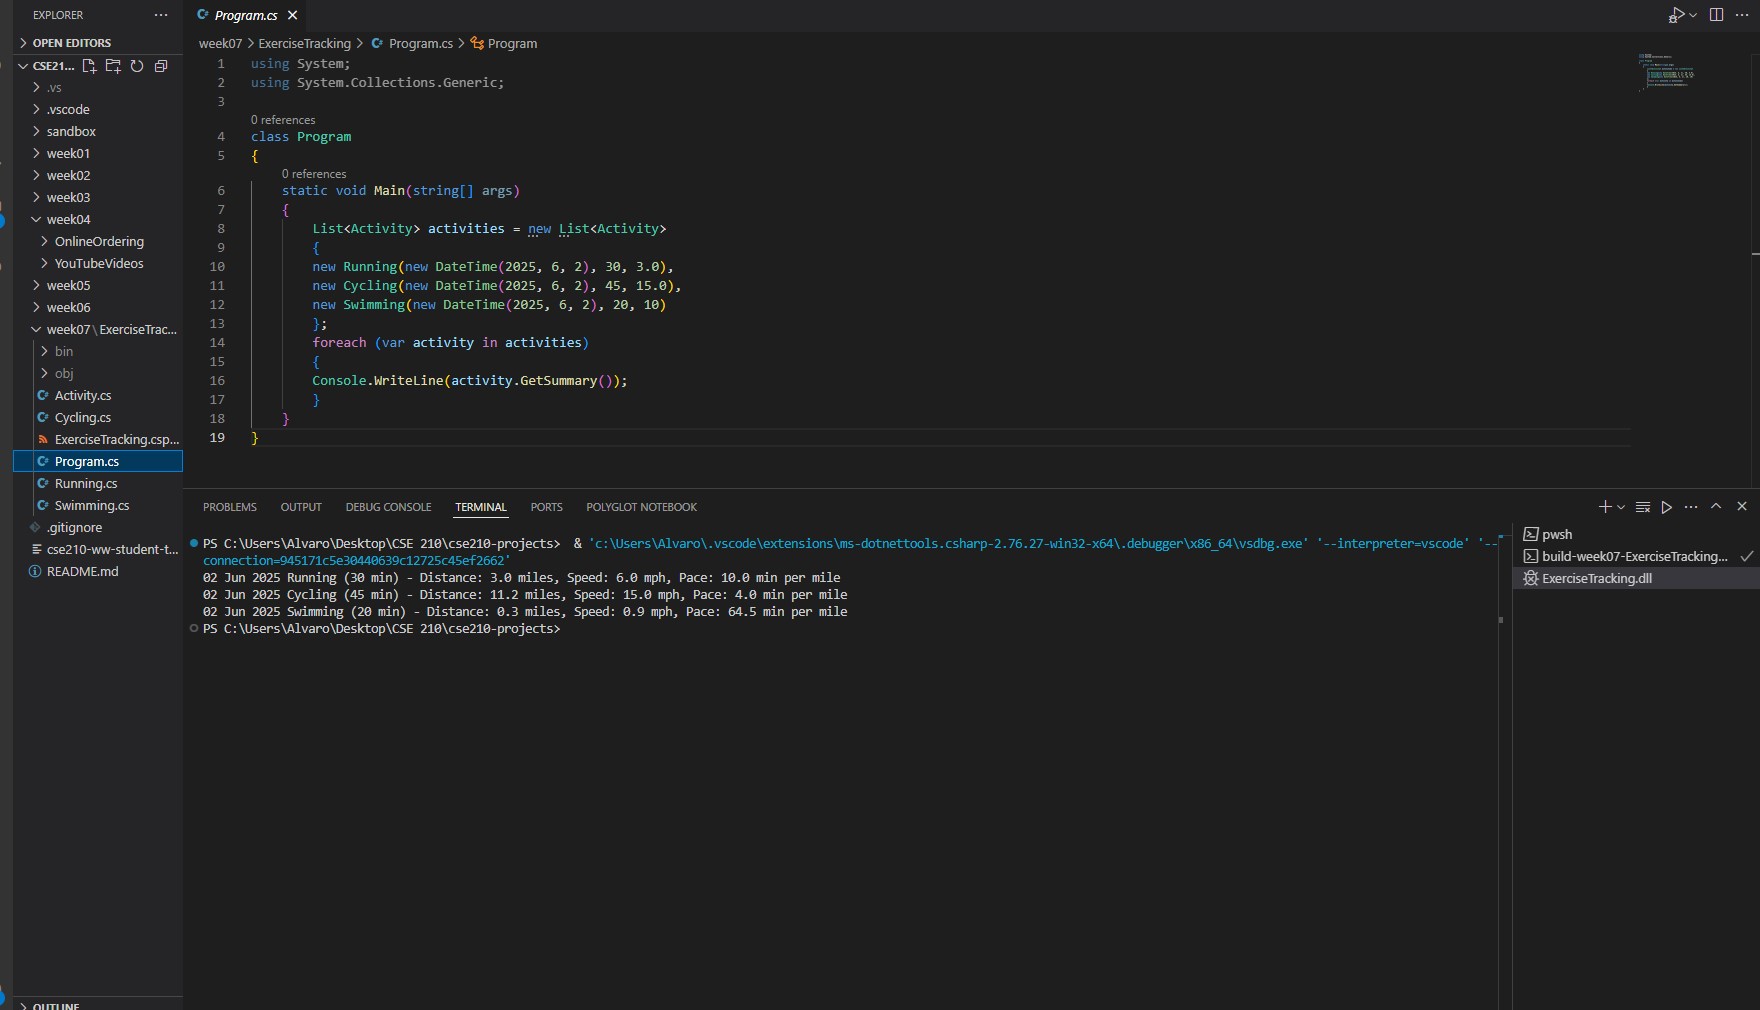 EXPLORER
OPEN EDITORS
CSE21...
.vs
.vscode
sandbox
week01
week02
week03
week04
OnlineOrdering
YouTubeVideos
week05
week06
week07\ExerciseTrac...
bin
obj
Activity.cs
Cycling.cs
ExerciseTracking.csp...
Program.cs
Running.cs
Swimming.cs
.gitignore
cse210-ww-student-t...
README.md
OUTLINE
Program.cs
week07 > ExerciseTracking > Program.cs > Program
1 using System;
2 using System.Collections.Generic;
3
0 references
4 class Program
5 {
0 references
6 static void Main(string[] args)
7 {
8 List<Activity> activities = new List<Activity>
9 {
10 new Running(new DateTime(2025, 6, 2), 30, 3.0),
11 new Cycling(new DateTime(2025, 6, 2), 45, 15.0),
12 new Swimming(new DateTime(2025, 6, 2), 20, 10)
13 };
14 foreach (var activity in activities)
15 {
16 Console.WriteLine(activity.GetSummary());
17 }
18 }
19 }
PROBLEMS OUTPUT DEBUG CONSOLE TERMINAL PORTS POLYGLOT NOTEBOOK
PS C:\Users\Alvaro\Desktop\CSE 210\cse210-projects> & 'c:\Users\Alvaro\.vscode\extensions\ms-dotnettools.csharp-2.76.27-win32-x64\.debugger\x86_64\vsdbg.exe' '--interpreter=vscode' '--
connection=945171c5e30440639c12725c45ef2662'
02 Jun 2025 Running (30 min) - Distance: 3.0 miles, Speed: 6.0 mph, Pace: 10.0 min per mile
02 Jun 2025 Cycling (45 min) - Distance: 11.2 miles, Speed: 15.0 mph, Pace: 4.0 min per mile
02 Jun 2025 Swimming (20 min) - Distance: 0.3 miles, Speed: 0.9 mph, Pace: 64.5 min per mile
PS C:\Users\Alvaro\Desktop\CSE 210\cse210-projects>
pwsh
build-week07-ExerciseTracking...
ExerciseTracking.dll